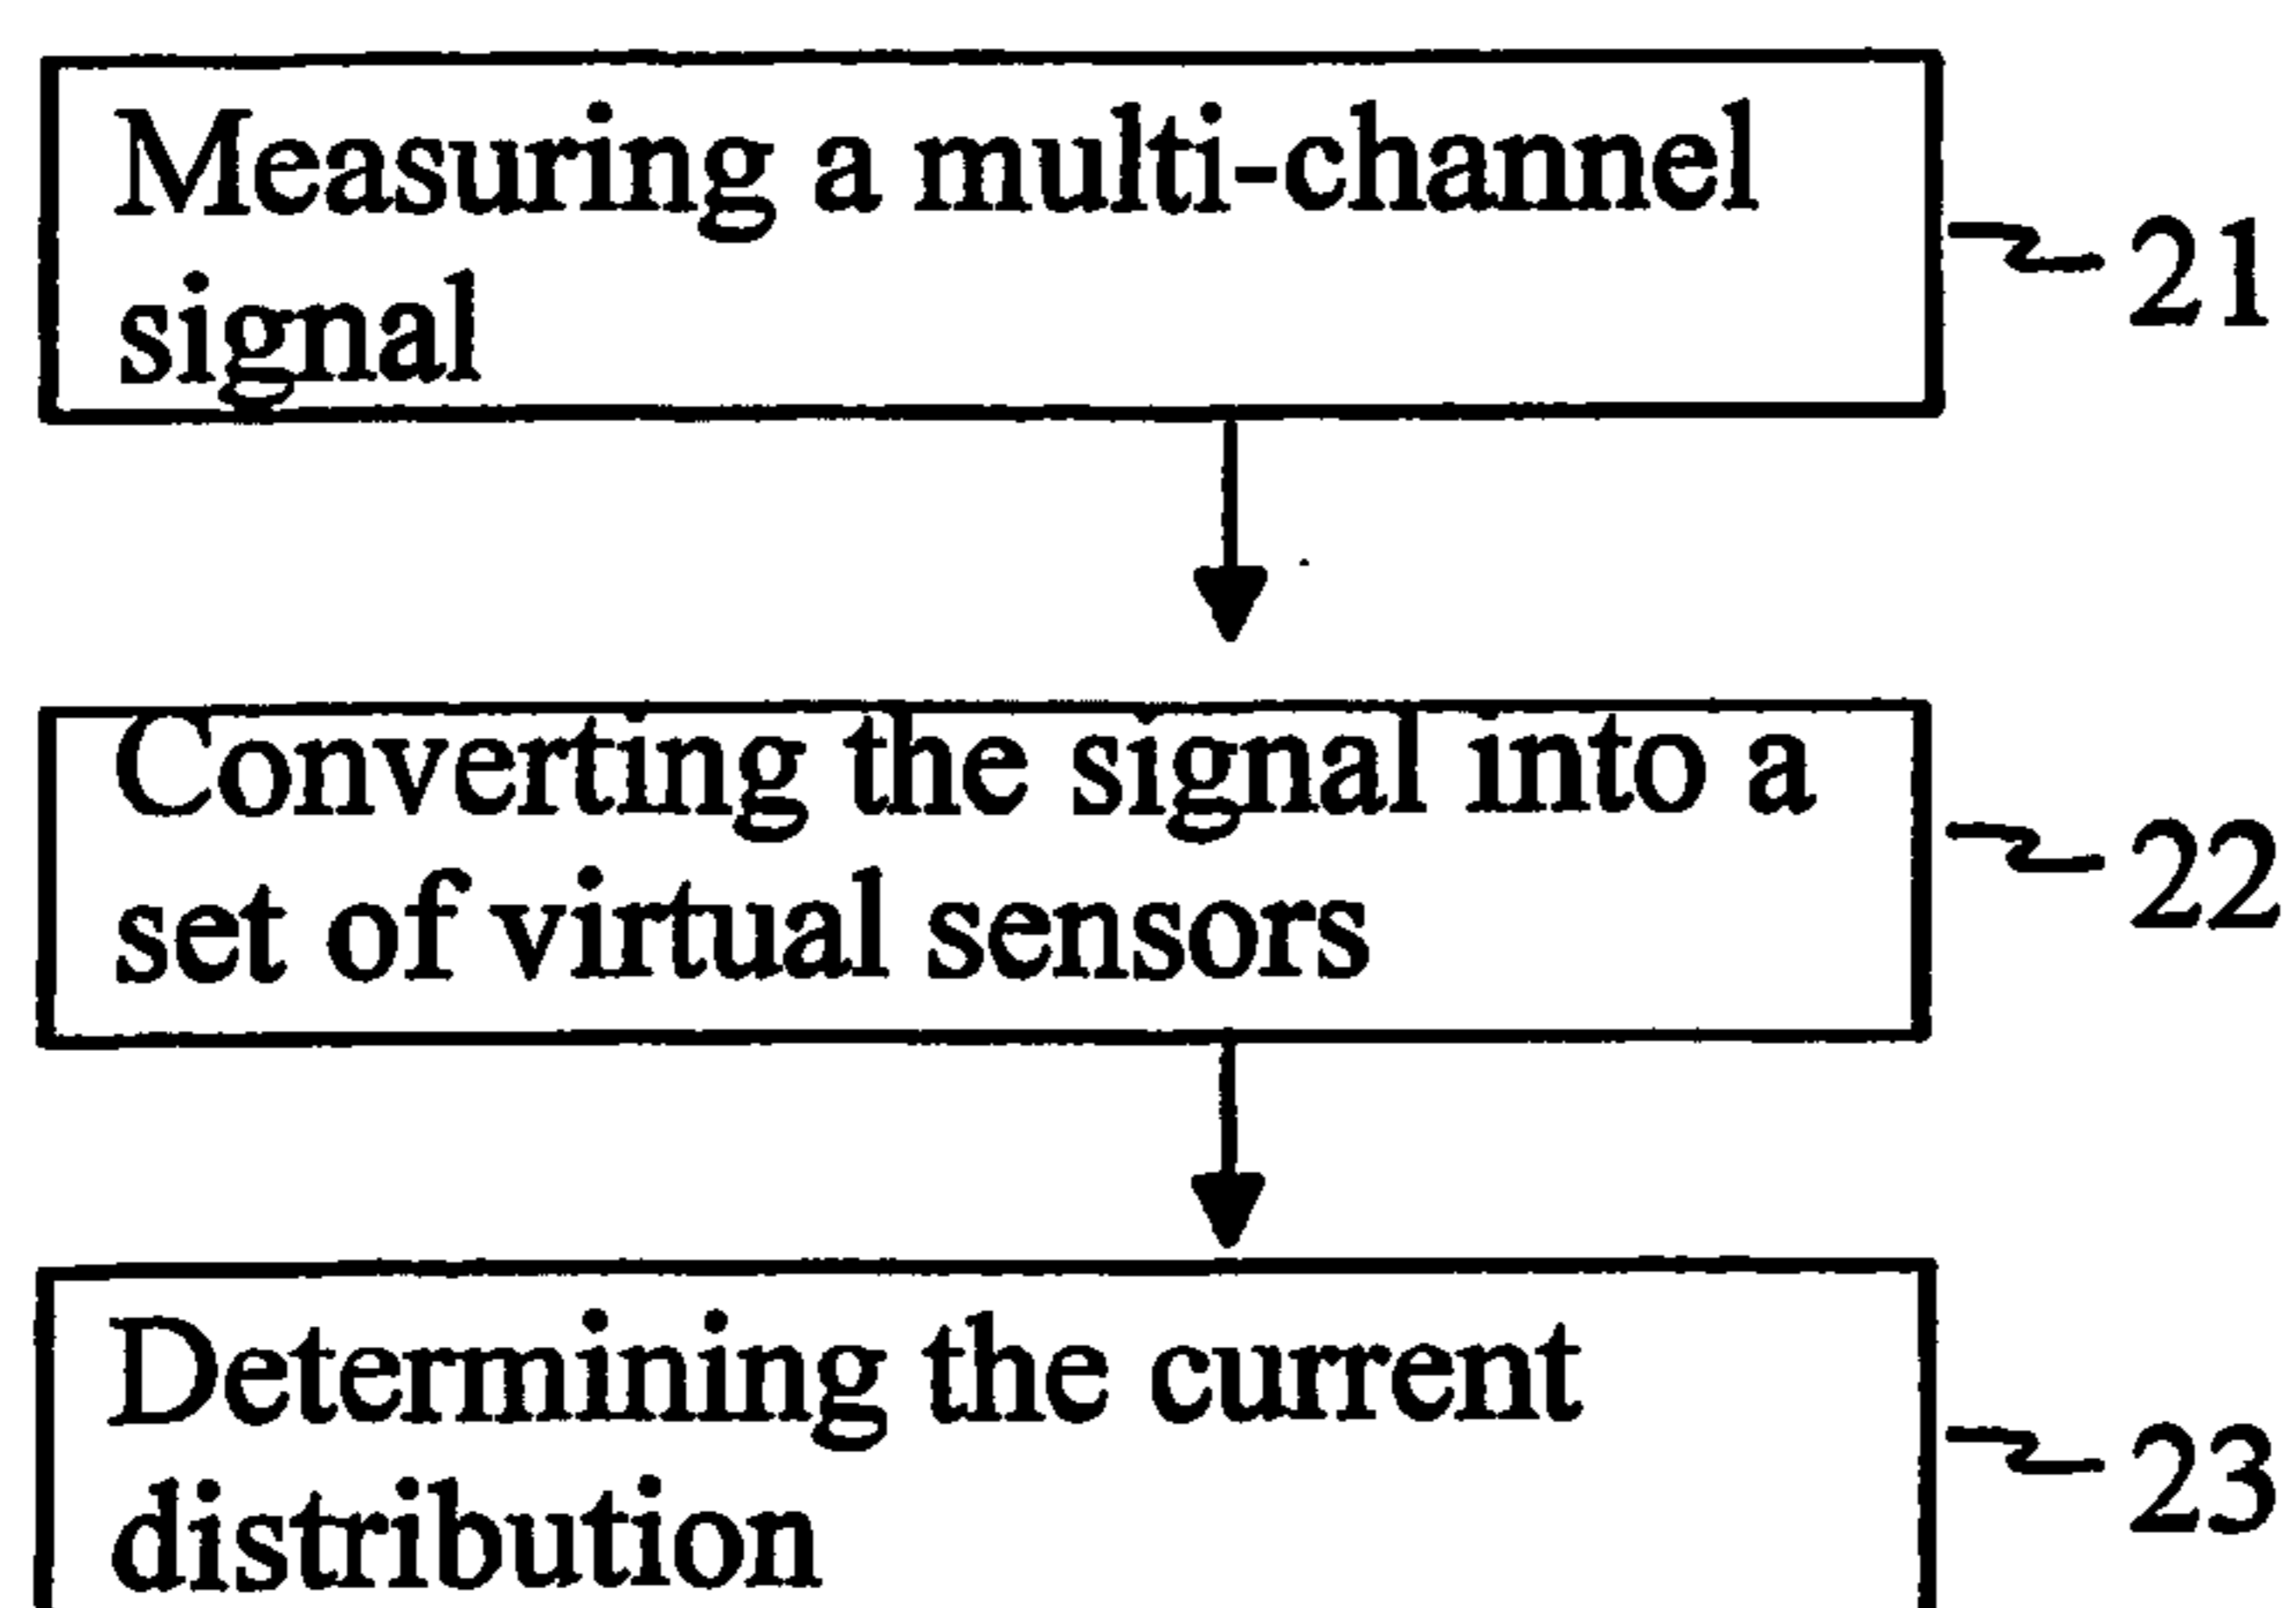 Measuring a multi-channel
signal
21
Converting the signal into a
set of virtual sensors
22
Determining the current
distribution
23